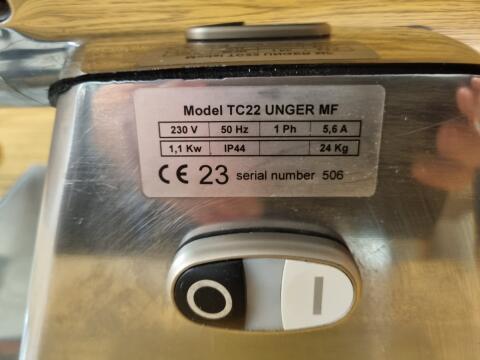 Model TC22 UNGER MF
230 V 50 Hz 1 Ph 5,6 A
1,1 Kw IP44 24 Kg
CE 23 serial number 506
O I